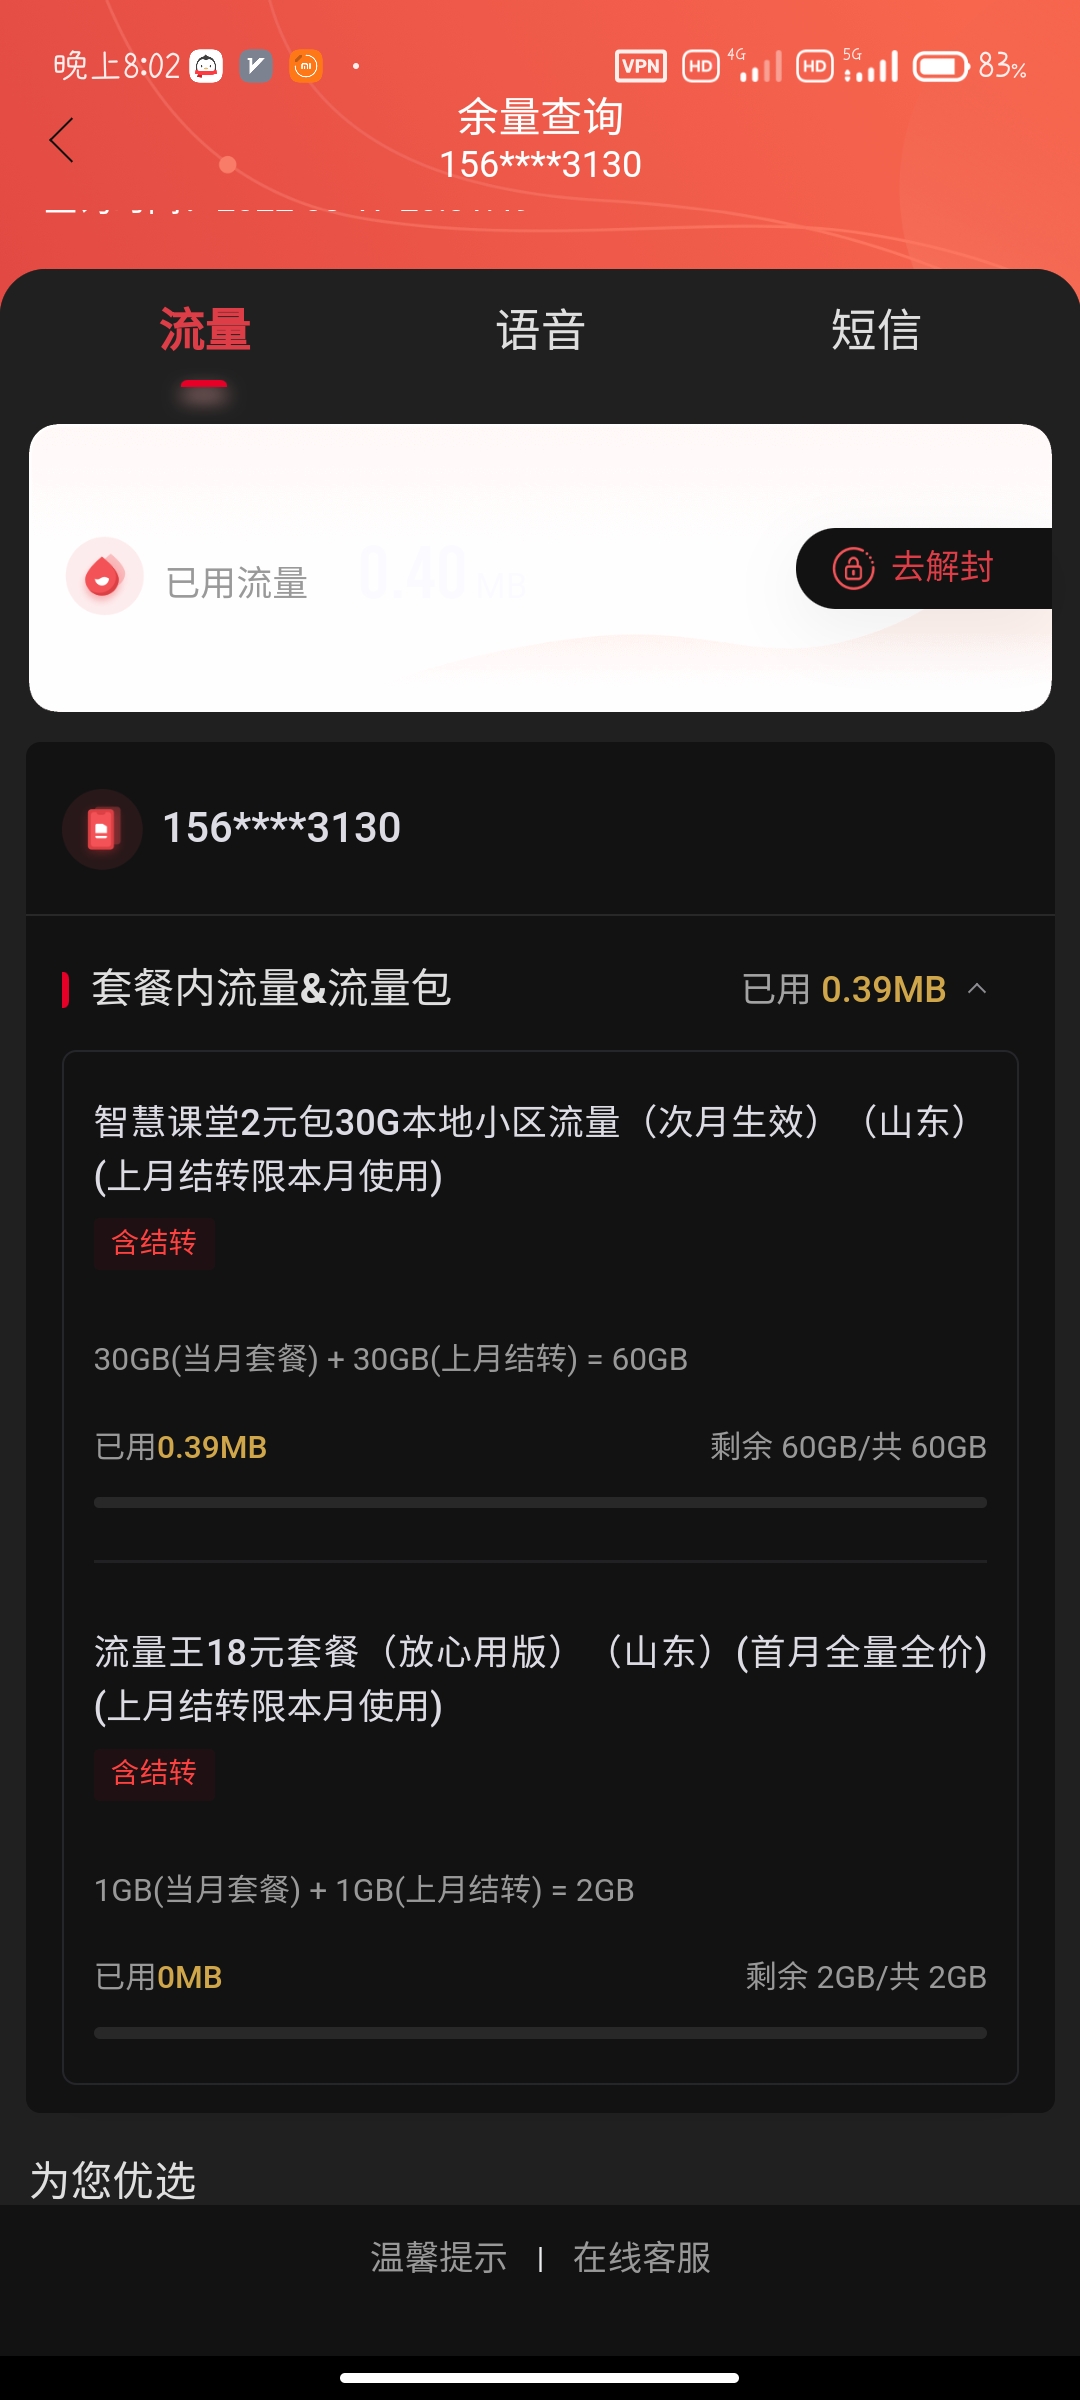 晚上8:02
VPN HD 4G HD 5G 83%
余量查询
156****3130
流量 语音 短信
已用流量 0.40 MB 去解封
156****3130
套餐内流量&流量包 已用 0.39MB
智慧课堂2元包30G本地小区流量（次月生效）（山东）
(上月结转限本月使用)
含结转
30GB(当月套餐) + 30GB(上月结转) = 60GB
已用0.39MB 剩余 60GB/共 60GB
流量王18元套餐（放心用版）（山东）(首月全量全价)
(上月结转限本月使用)
含结转
1GB(当月套餐) + 1GB(上月结转) = 2GB
已用0MB 剩余 2GB/共 2GB
为您优选
温馨提示 | 在线客服